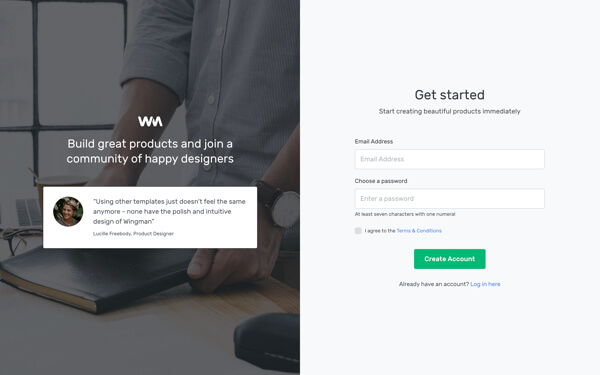 WM
Build great products and join a
community of happy designers
“Using other templates just doesn’t feel the same
anymore - none have the polish and intuitive
design of Wingman”
Lucille Freebody, Product Designer
Get started
Start creating beautiful products immediately
Email Address
Email Address
Choose a password
Enter a password
At least seven characters with one numeral
I agree to the Terms & Conditions
Create Account
Already have an account? Log in here